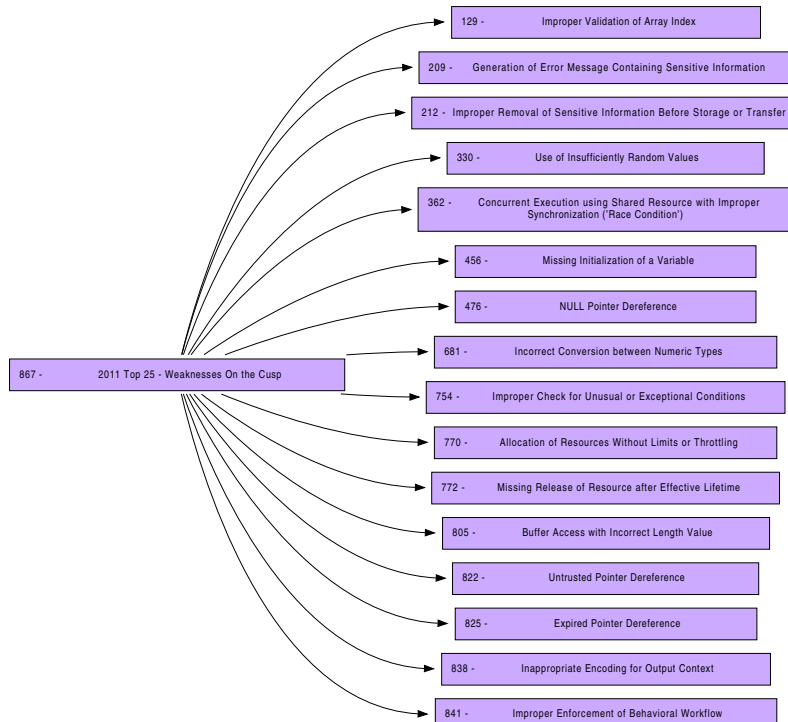 129 - Improper Validation of Array Index
209 - Generation of Error Message Containing Sensitive Information
212 - Improper Removal of Sensitive Information Before Storage or Transfer
330 - Use of Insufficiently Random Values
362 - Concurrent Execution using Shared Resource with Improper
Synchronization ('Race Condition')
456 - Missing Initialization of a Variable
476 - NULL Pointer Dereference
681 - Incorrect Conversion between Numeric Types
867 - 2011 Top 25 - Weaknesses On the Cusp
754 - Improper Check for Unusual or Exceptional Conditions
770 - Allocation of Resources Without Limits or Throttling
772 - Missing Release of Resource after Effective Lifetime
805 - Buffer Access with Incorrect Length Value
822 - Untrusted Pointer Dereference
825 - Expired Pointer Dereference
838 - Inappropriate Encoding for Output Context
841 - Improper Enforcement of Behavioral Workflow